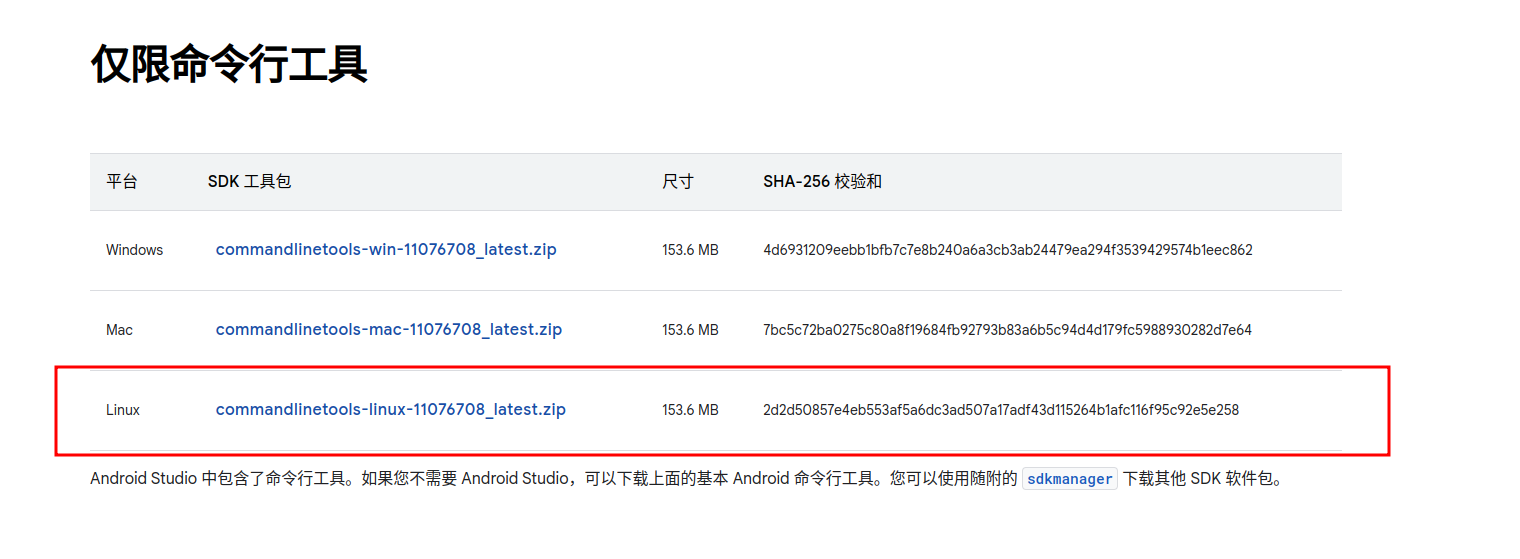 仅限命令行工具
平台 SDK 工具包 尺寸 SHA-256 校验和
Windows commandlinetools-win-11076708_latest.zip 153.6 MB 4d6931209eebb1bfb7c7e8b240a6a3cb3ab24479ea294f3539429574b1eec862
Mac commandlinetools-mac-11076708_latest.zip 153.6 MB 7bc5c72ba0275c80a8f19684fb92793b83a6b5c94d4d179fc5988930282d7e64
Linux commandlinetools-linux-11076708_latest.zip 153.6 MB 2d2d50857e4eb553af5a6dc3ad507a17adf43d115264b1afc116f95c92e5e258
Android Studio 中包含了命令行工具。如果您不需要 Android Studio，可以下载上面的基本 Android 命令行工具。您可以使用随附的 sdkmanager 下载其他 SDK 软件包。